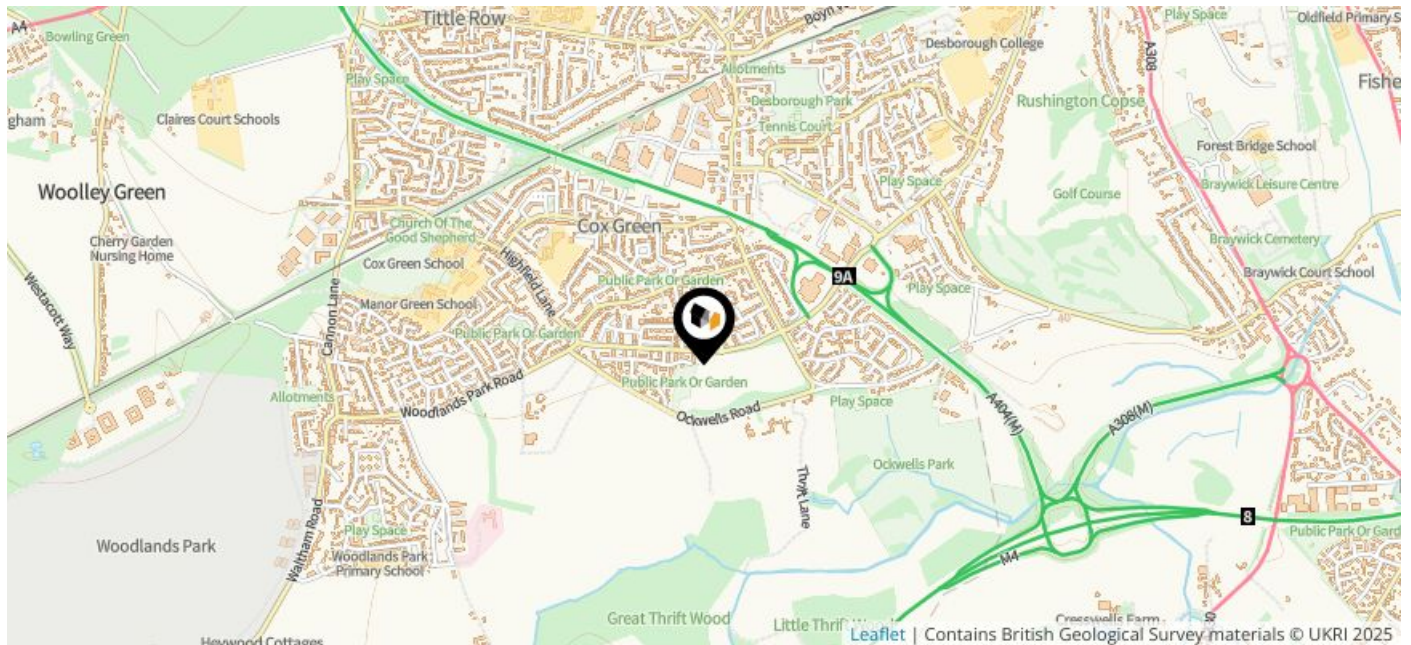 A4
Bowling Green
Tittle Row
Boyn
Play Space
Oldfield Primary S
A308
Desborough College
Play Space
Allotments
Fishe
Desborough Park
Rushington Copse
gham
Claires Court Schools
Tennis Court
Forest Bridge School
Woolley Green
Play Space
Golf Course
Braywick Leisure Centre
Church Of The
Good Shepherd
Cox Green
Cherry Garden
Nursing Home
Highfield Lane
Braywick Cemetery
Cox Green School
Braywick Court School
Public Park Or Garden
9A
Play Space
Westacott Way
Manor Green School
Cannon Lane
Public Park Or Garden
Public Park Or Garden
Allotments
Woodlands Park Road
Ockwells Road
Play Space
A404(M)
A308(M)
Ockwells Park
Thrift Lane
Waltham Road
8
Play Space
Public Park Or Gard
Woodlands Park
Woodlands Park
Primary School
M4
Great Thrift Wood
Little Thrift Wood
Cresswells Farm
Heywood Cottages
Leaflet | Contains British Geological Survey materials © UKRI 2025